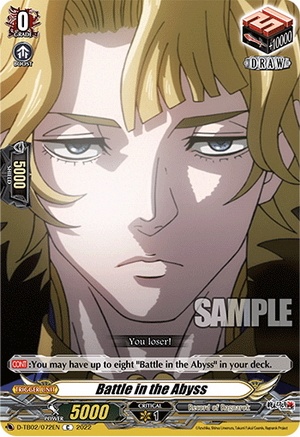 0
GRADE
+10000
DRAW
BOOST
5000
SHIELD
SAMPLE
You loser!
CONT:You may have up to eight "Battle in the Abyss" in your deck.
TRIGGER UNIT
Battle in the Abyss
POWER 5000
CRITICAL
1
Record of Ragnarok
D-TB02/072EN C 2022